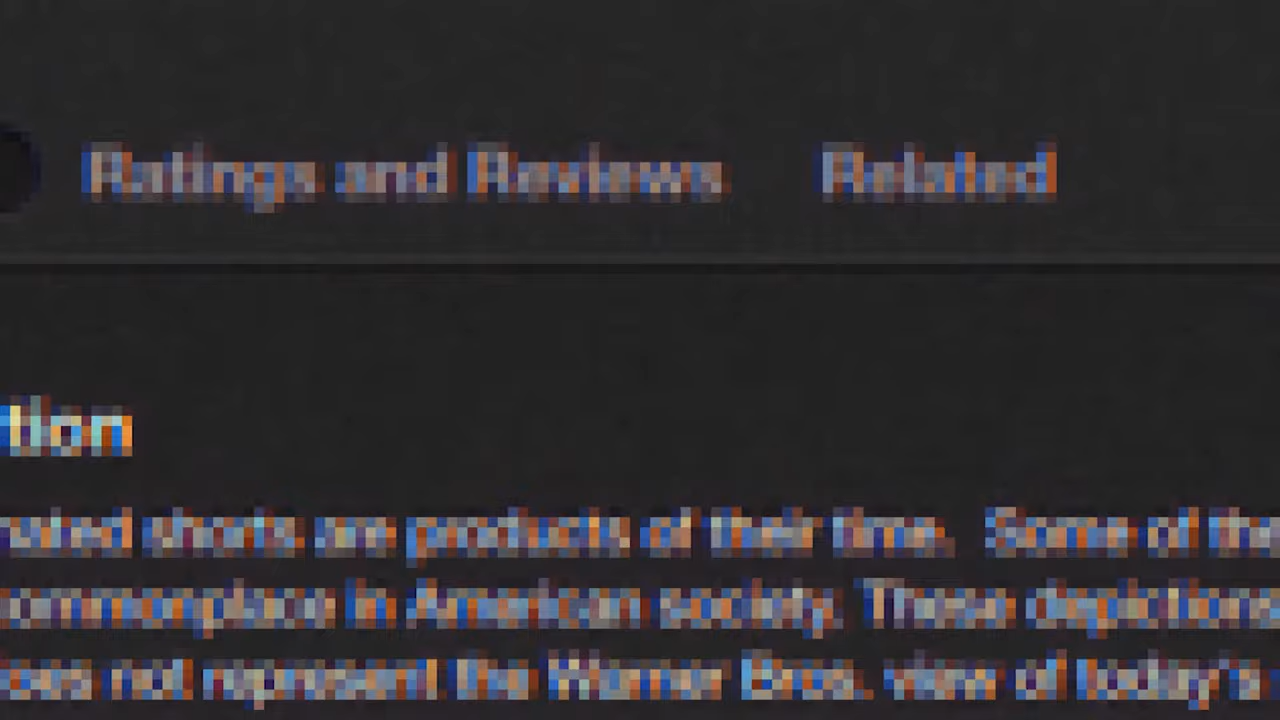 Ratings and Reviews Related
tion
mated shorts are products of their time. Some of the
commonplace in American society. These depictions
does not represent the Warner Bros. view of today's